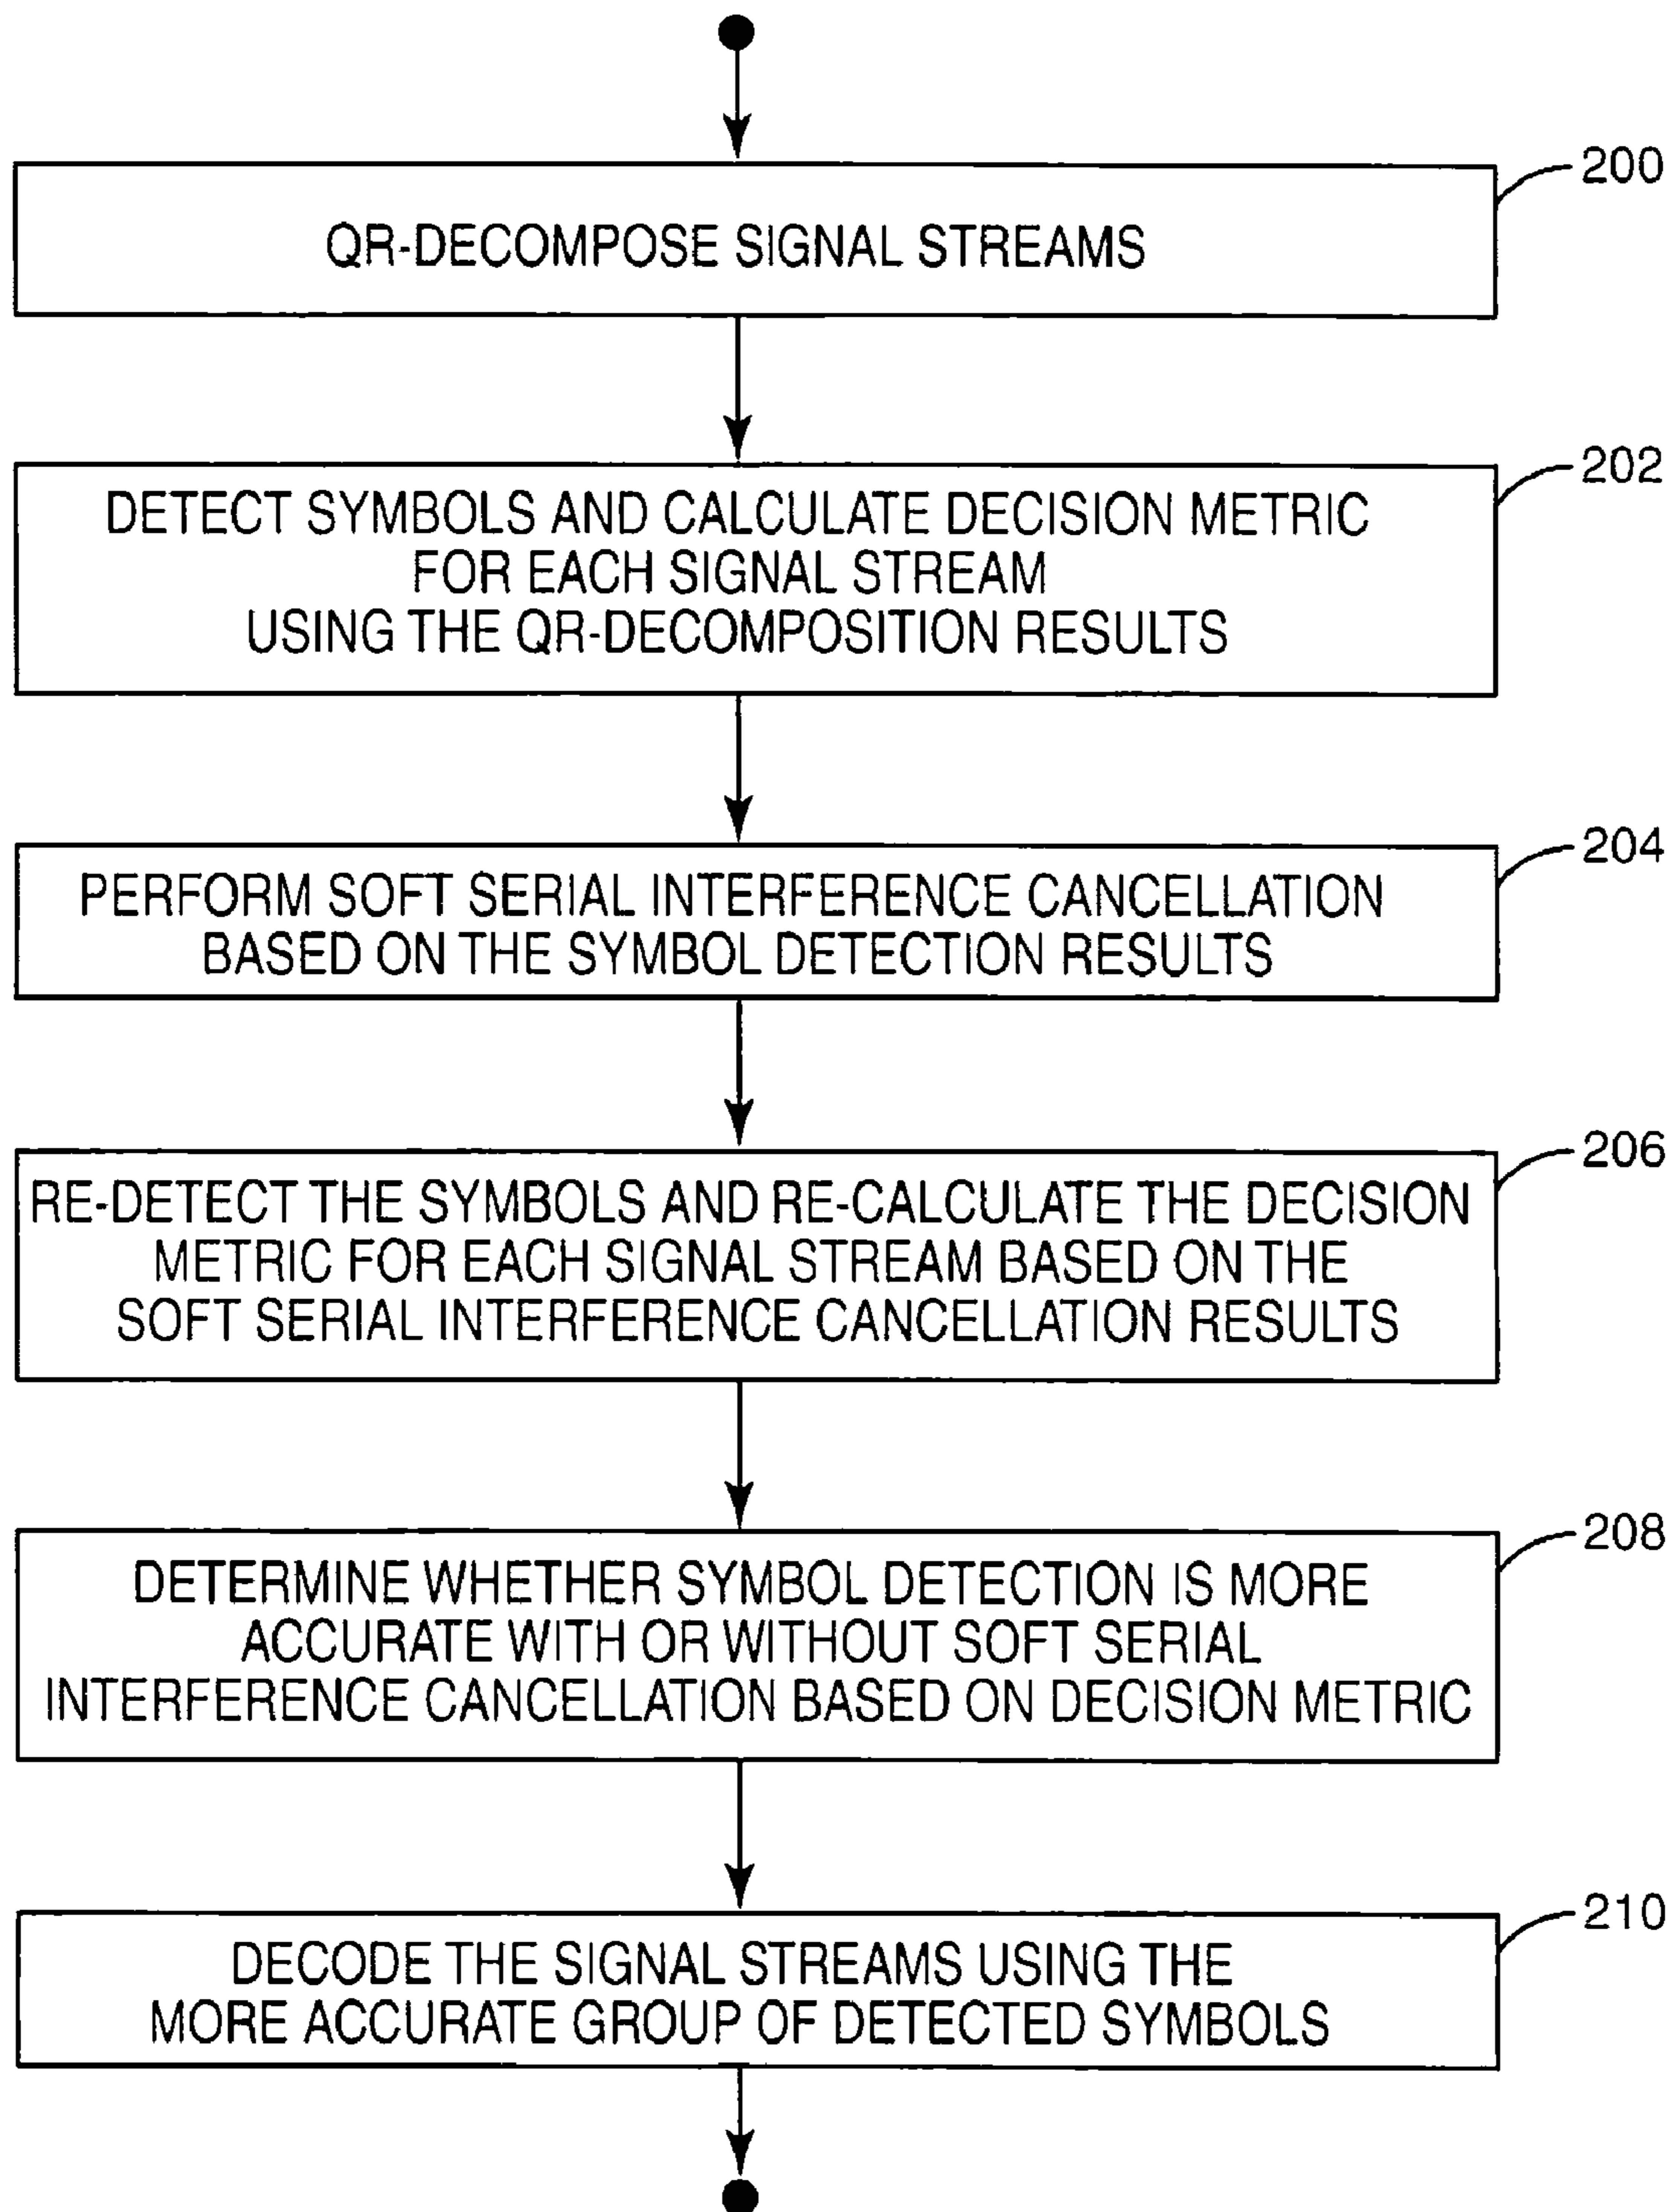 200
QR-DECOMPOSE SIGNAL STREAMS
202
DETECT SYMBOLS AND CALCULATE DECISION METRIC
FOR EACH SIGNAL STREAM
USING THE QR-DECOMPOSITION RESULTS
204
PERFORM SOFT SERIAL INTERFERENCE CANCELLATION
BASED ON THE SYMBOL DETECTION RESULTS
206
RE-DETECT THE SYMBOLS AND RE-CALCULATE THE DECISION
METRIC FOR EACH SIGNAL STREAM BASED ON THE
SOFT SERIAL INTERFERENCE CANCELLATION RESULTS
208
DETERMINE WHETHER SYMBOL DETECTION IS MORE
ACCURATE WITH OR WITHOUT SOFT SERIAL
INTERFERENCE CANCELLATION BASED ON DECISION METRIC
210
DECODE THE SIGNAL STREAMS USING THE
MORE ACCURATE GROUP OF DETECTED SYMBOLS